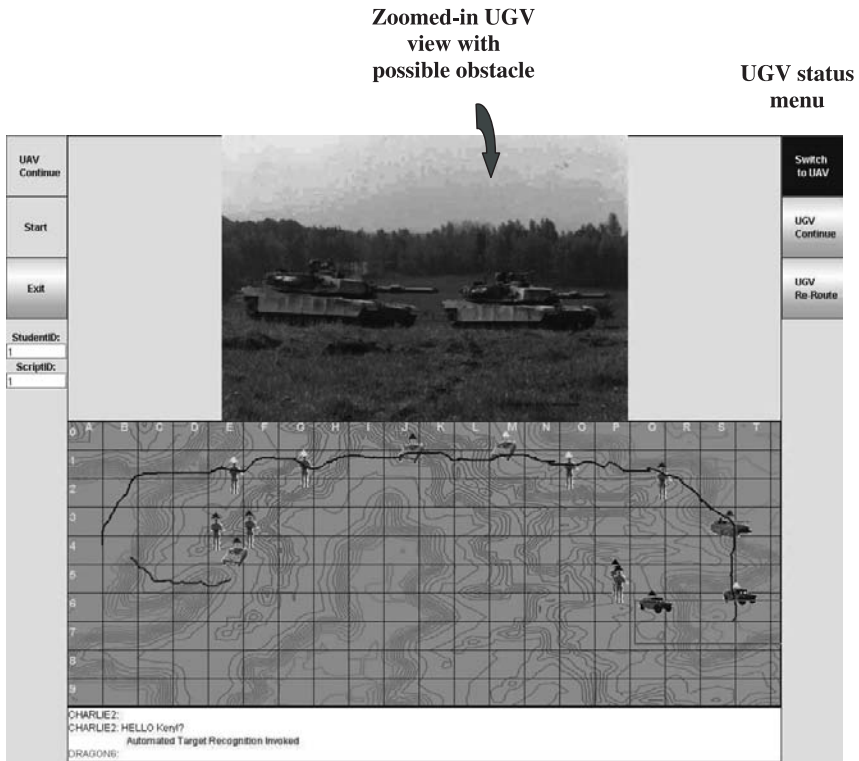 Zoomed-in UGV
view with
possible obstacle
UGV status
menu
UAV
Continue
Start
Exit
StudentID:
1
ScriptID:
1
Switch
to UAV
UGV
Continue
UGV
Re-Route
A B C D E F G H I J K L M N O P Q R S T
0
1
2
3
4
5
6
7
8
9
CHARLIE2:
CHARLIE2: HELLO Keryl?
Automated Target Recognition Invoked
DRAGON6: